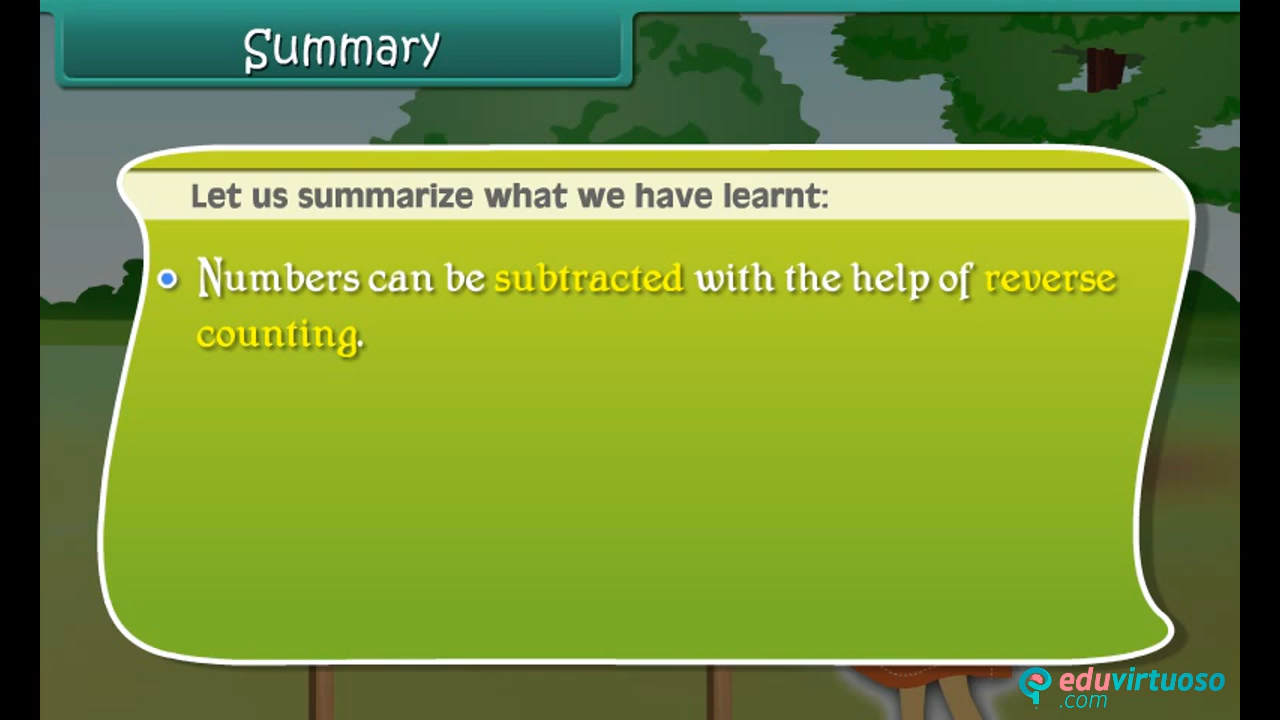 Summary
Let us summarize what we have learnt:
Numbers can be subtracted with the help of reverse
counting.
eduvirtuoso
.com